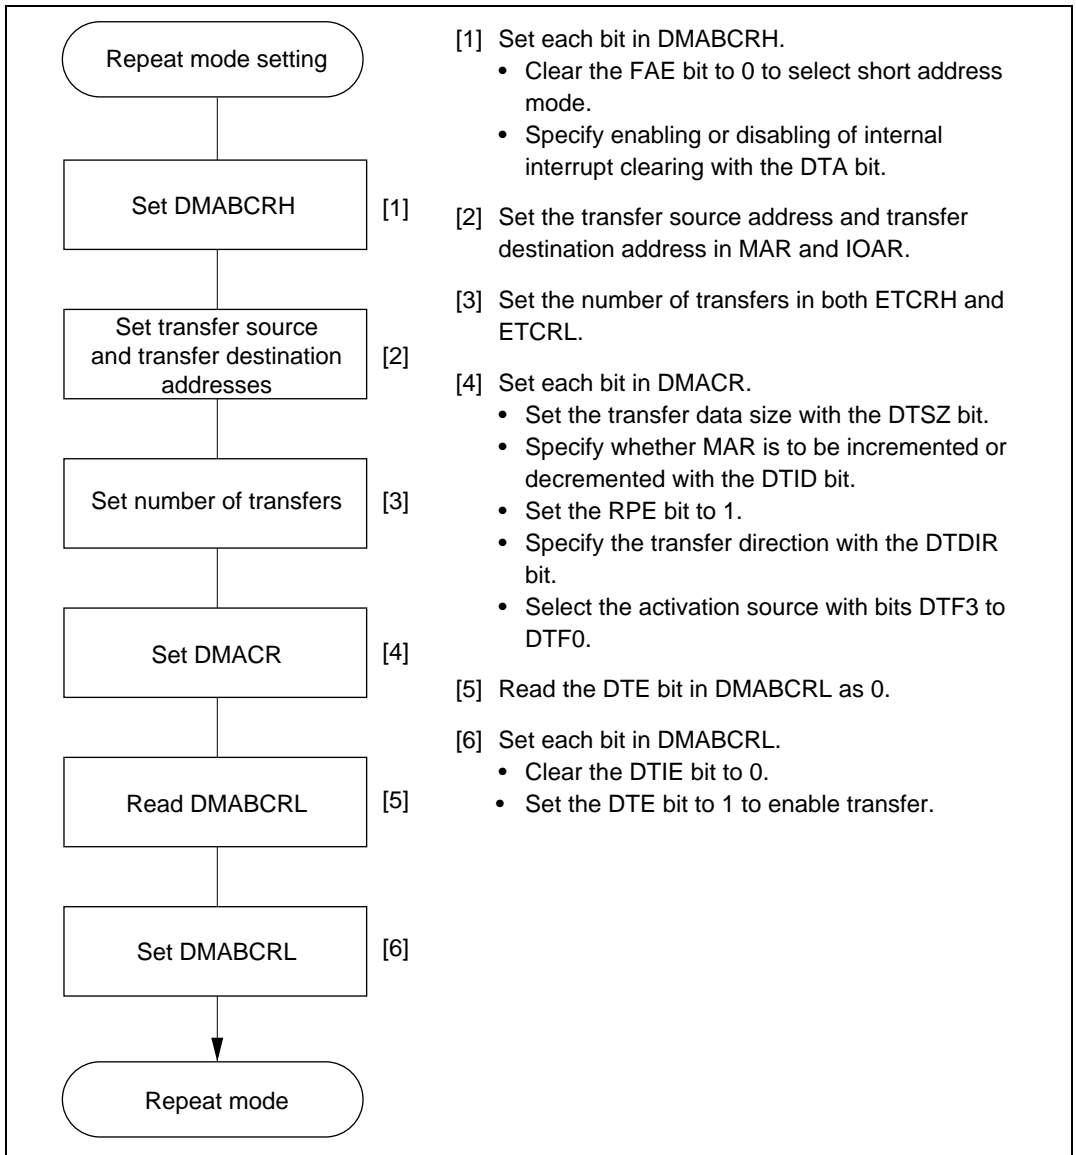 Repeat mode setting
Set DMABCRH
[1]
Set transfer source
and transfer destination
addresses
[2]
Set number of transfers
[3]
Set DMACR
[4]
Read DMABCRL
[5]
Set DMABCRL
[6]
Repeat mode
[1] Set each bit in DMABCRH.
• Clear the FAE bit to 0 to select short address
mode.
• Specify enabling or disabling of internal
interrupt clearing with the DTA bit.
[2] Set the transfer source address and transfer
destination address in MAR and IOAR.
[3] Set the number of transfers in both ETCRH and
ETCRL.
[4] Set each bit in DMACR.
• Set the transfer data size with the DTSZ bit.
• Specify whether MAR is to be incremented or
decremented with the DTID bit.
• Set the RPE bit to 1.
• Specify the transfer direction with the DTDIR
bit.
• Select the activation source with bits DTF3 to
DTF0.
[5] Read the DTE bit in DMABCRL as 0.
[6] Set each bit in DMABCRL.
• Clear the DTIE bit to 0.
• Set the DTE bit to 1 to enable transfer.